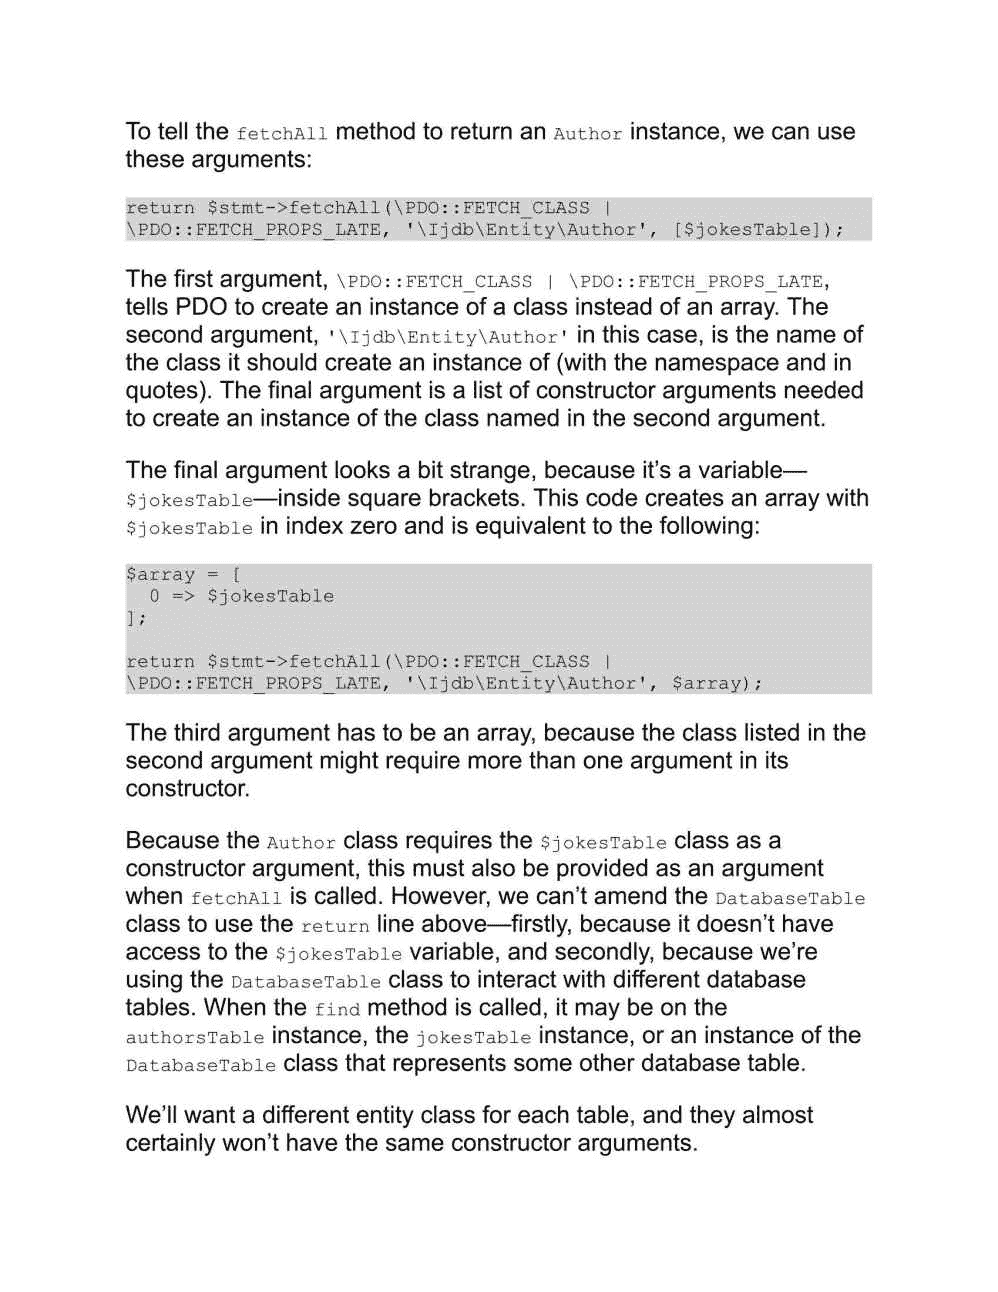 To tell the fetchAll method to return an Author instance, we can use
these arguments:
return $stmt->fetchAll(\PDO::FETCH_CLASS |
\PDO::FETCH_PROPS_LATE, '\Ijdb\Entity\Author', [$jokesTable]);
The first argument, \PDO::FETCH_CLASS | \PDO::FETCH_PROPS_LATE,
tells PDO to create an instance of a class instead of an array. The
second argument, '\Ijdb\Entity\Author' in this case, is the name of
the class it should create an instance of (with the namespace and in
quotes). The final argument is a list of constructor arguments needed
to create an instance of the class named in the second argument.
The final argument looks a bit strange, because it’s a variable—
$jokesTable—inside square brackets. This code creates an array with
$jokesTable in index zero and is equivalent to the following:
$array = [
  0 => $jokesTable
];
return $stmt->fetchAll(\PDO::FETCH_CLASS |
\PDO::FETCH_PROPS_LATE, '\Ijdb\Entity\Author', $array);
The third argument has to be an array, because the class listed in the
second argument might require more than one argument in its
constructor.
Because the Author class requires the $jokesTable class as a
constructor argument, this must also be provided as an argument
when fetchAll is called. However, we can’t amend the DatabaseTable
class to use the return line above—firstly, because it doesn’t have
access to the $jokesTable variable, and secondly, because we’re
using the DatabaseTable class to interact with different database
tables. When the find method is called, it may be on the
authorsTable instance, the jokesTable instance, or an instance of the
DatabaseTable class that represents some other database table.
We’ll want a different entity class for each table, and they almost
certainly won’t have the same constructor arguments.